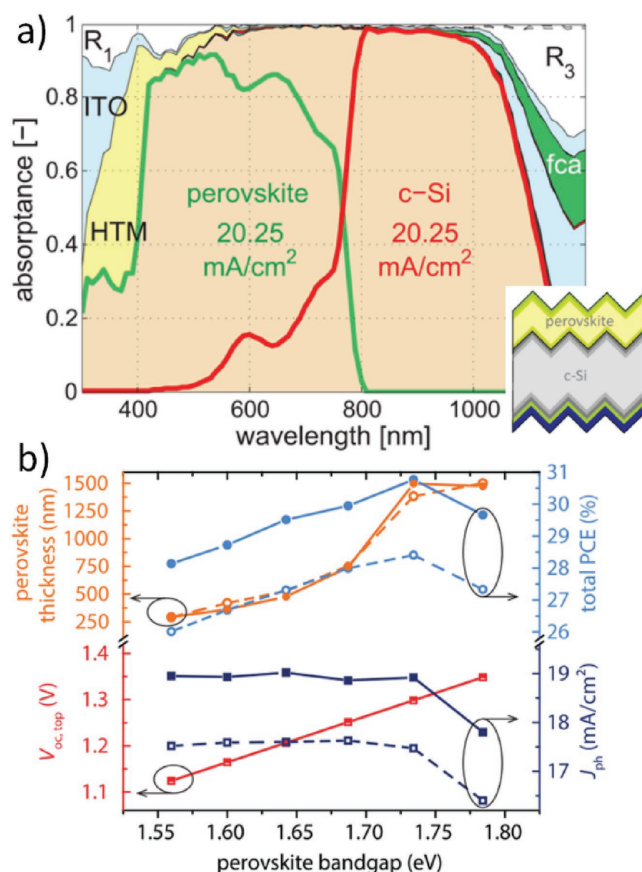 a)
1
0.8
0.6
0.4
0.2
0
absorptance [−]
R1
ITO
HTM
perovskite
20.25
mA/cm2
c−Si
20.25
mA/cm2
R3
fca
400
600
800
1000
wavelength [nm]
perovskite
c-Si
b)
1500
1250
1000
750
500
250
perovskite
thickness (nm)
31
30
29
28
27
26
total PCE (%)
1.4
1.3
1.2
1.1
Voc,top (V)
19
18
17
16.4
Jph (mA/cm2)
1.55
1.60
1.65
1.70
1.75
1.80
perovskite bandgap (eV)